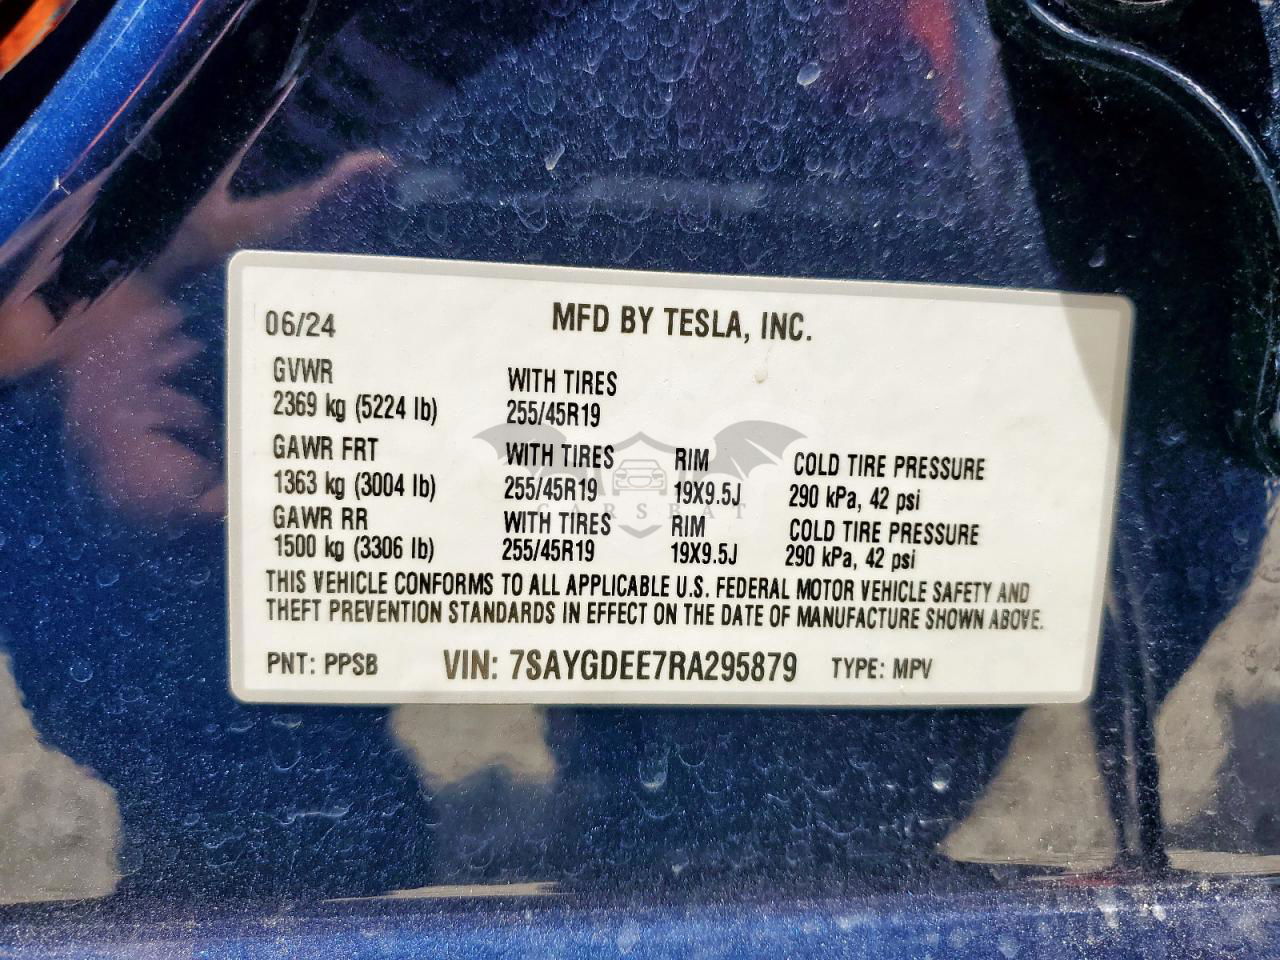 06/24 MFD BY TESLA, INC.
GVWR WITH TIRES
2369 kg (5224 lb) 255/45R19
GAWR FRT WITH TIRES RIM COLD TIRE PRESSURE
1363 kg (3004 lb) 255/45R19 19X9.5J 290 kPa, 42 psi
GAWR RR WITH TIRES RIM COLD TIRE PRESSURE
1500 kg (3306 lb) 255/45R19 19X9.5J 290 kPa, 42 psi
THIS VEHICLE CONFORMS TO ALL APPLICABLE U.S. FEDERAL MOTOR VEHICLE SAFETY AND
THEFT PREVENTION STANDARDS IN EFFECT ON THE DATE OF MANUFACTURE SHOWN ABOVE.
PNT: PPSB VIN: 7SAYGDEE7RA295879 TYPE: MPV
CARSBAT